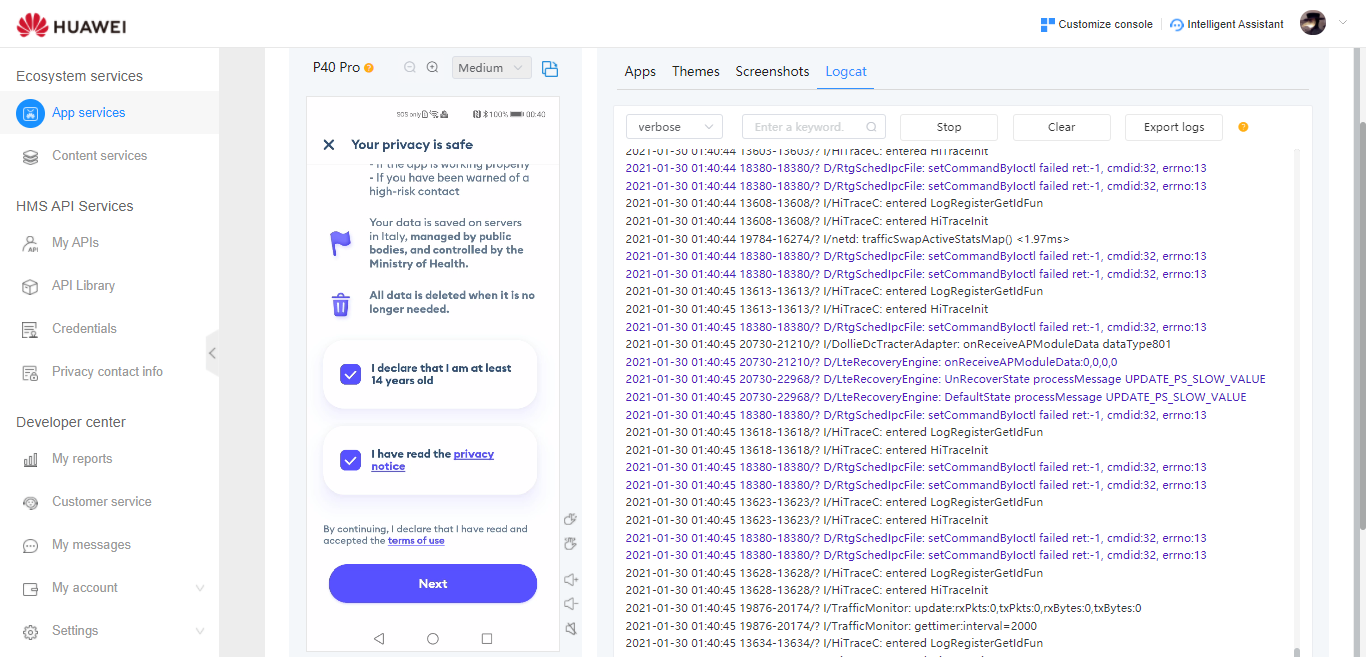 HUAWEI
Customize console
Intelligent Assistant
Ecosystem services
App services
Content services
HMS API Services
My APIs
API Library
Credentials
Privacy contact info
Developer center
My reports
Customer service
My messages
My account
Settings
P40 Pro
Medium
SOS only
100% 00:40
Your privacy is safe
- If the app is working properly
- If you have been warned of a
high-risk contact
Your data is saved on servers
in Italy, managed by public
bodies, and controlled by the
Ministry of Health.
All data is deleted when it is no
longer needed.
I declare that I am at least
14 years old
I have read the privacy
notice
By continuing, I declare that I have read and
accepted the terms of use
Next
Apps Themes Screenshots Logcat
verbose
Enter a keyword.
Stop
Clear
Export logs
2021-01-30 01:40:44 13603-13603/? I/HiTraceC: entered HiTraceInit
2021-01-30 01:40:44 18380-18380/? D/RtgSchedIpcFile: setCommandByIoctl failed ret:-1, cmdid:32, errno:13
2021-01-30 01:40:44 18380-18380/? D/RtgSchedIpcFile: setCommandByIoctl failed ret:-1, cmdid:32, errno:13
2021-01-30 01:40:44 13608-13608/? I/HiTraceC: entered LogRegisterGetIdFun
2021-01-30 01:40:44 13608-13608/? I/HiTraceC: entered HiTraceInit
2021-01-30 01:40:44 19784-16274/? I/netd: trafficSwapActiveStatsMap() <1.97ms>
2021-01-30 01:40:44 18380-18380/? D/RtgSchedIpcFile: setCommandByIoctl failed ret:-1, cmdid:32, errno:13
2021-01-30 01:40:44 18380-18380/? D/RtgSchedIpcFile: setCommandByIoctl failed ret:-1, cmdid:32, errno:13
2021-01-30 01:40:44 13613-13613/? I/HiTraceC: entered LogRegisterGetIdFun
2021-01-30 01:40:45 13613-13613/? I/HiTraceC: entered HiTraceInit
2021-01-30 01:40:45 18380-18380/? D/RtgSchedIpcFile: setCommandByIoctl failed ret:-1, cmdid:32, errno:13
2021-01-30 01:40:45 20730-21210/? I/DollieDcTracterAdapter: onReceiveAPModuleData dataType801
2021-01-30 01:40:45 20730-21210/? D/LteRecoveryEngine: onReceiveAPModuleData:0,0,0,0
2021-01-30 01:40:45 20730-22968/? D/LteRecoveryEngine: UnRecoverState processMessage UPDATE_PS_SLOW_VALUE
2021-01-30 01:40:45 20730-22968/? D/LteRecoveryEngine: DefaultState processMessage UPDATE_PS_SLOW_VALUE
2021-01-30 01:40:45 18380-18380/? D/RtgSchedIpcFile: setCommandByIoctl failed ret:-1, cmdid:32, errno:13
2021-01-30 01:40:45 13618-13618/? I/HiTraceC: entered LogRegisterGetIdFun
2021-01-30 01:40:45 13618-13618/? I/HiTraceC: entered HiTraceInit
2021-01-30 01:40:45 18380-18380/? D/RtgSchedIpcFile: setCommandByIoctl failed ret:-1, cmdid:32, errno:13
2021-01-30 01:40:45 18380-18380/? D/RtgSchedIpcFile: setCommandByIoctl failed ret:-1, cmdid:32, errno:13
2021-01-30 01:40:45 13623-13623/? I/HiTraceC: entered LogRegisterGetIdFun
2021-01-30 01:40:45 13623-13623/? I/HiTraceC: entered HiTraceInit
2021-01-30 01:40:45 18380-18380/? D/RtgSchedIpcFile: setCommandByIoctl failed ret:-1, cmdid:32, errno:13
2021-01-30 01:40:45 18380-18380/? D/RtgSchedIpcFile: setCommandByIoctl failed ret:-1, cmdid:32, errno:13
2021-01-30 01:40:45 13628-13628/? I/HiTraceC: entered LogRegisterGetIdFun
2021-01-30 01:40:45 13628-13628/? I/HiTraceC: entered HiTraceInit
2021-01-30 01:40:45 19876-20174/? I/TrafficMonitor: update:rxPkts:0,txPkts:0,rxBytes:0,txBytes:0
2021-01-30 01:40:45 19876-20174/? I/TrafficMonitor: gettimer:interval=2000
2021-01-30 01:40:45 13634-13634/? I/HiTraceC: entered LogRegisterGetIdFun